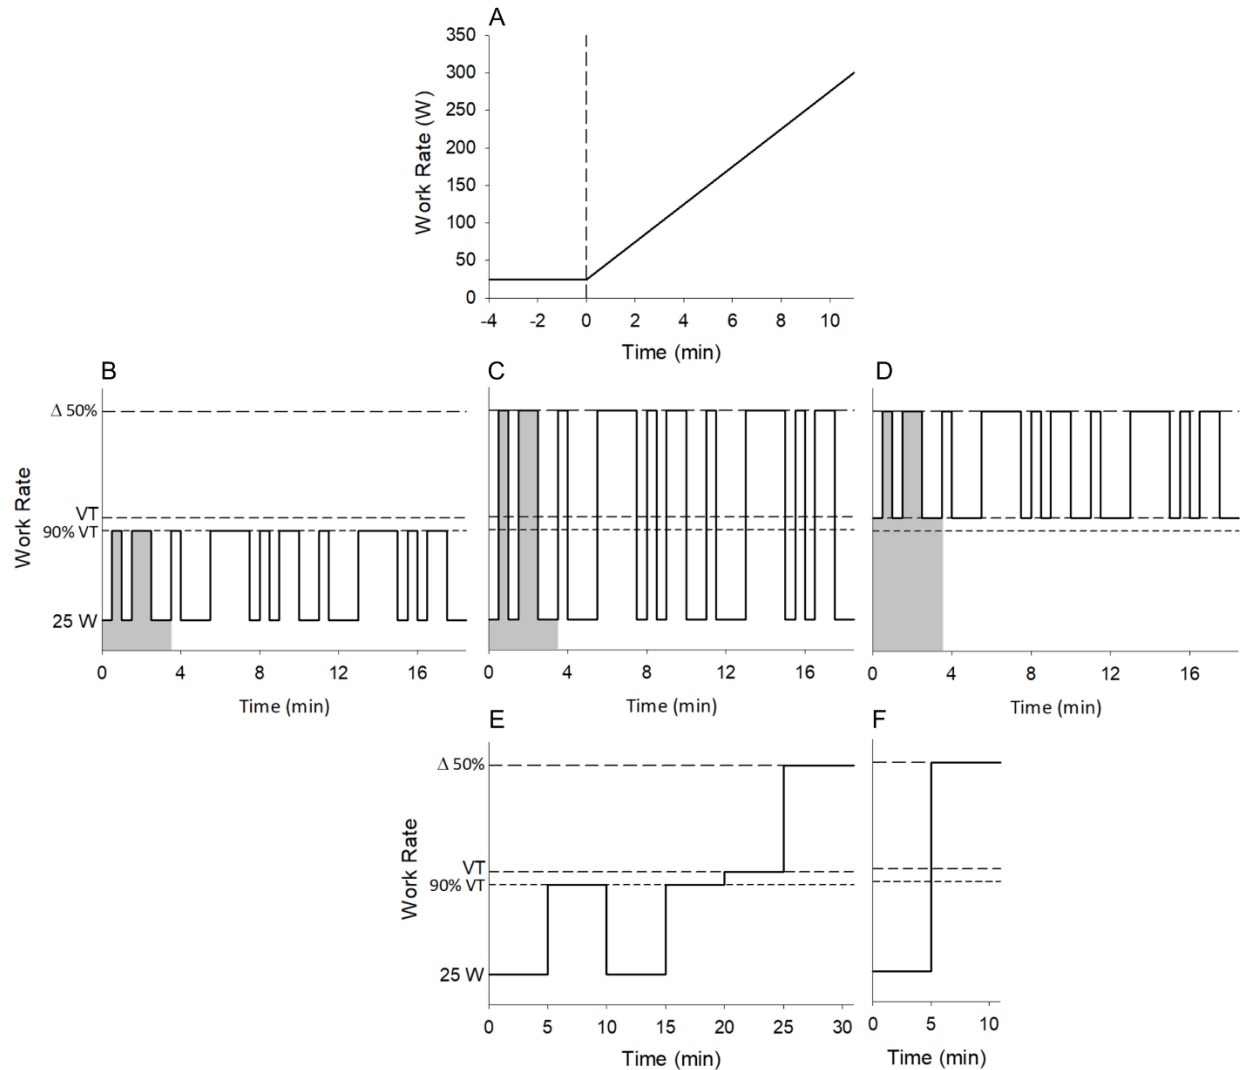 A
350
300
250
200
150
100
50
0
Work Rate (W)
-4 -2 0 2 4 6 8 10
Time (min)
B
Δ 50%
VT
90% VT
25 W
Work Rate
0 4 8 12 16
Time (min)
C
0 4 8 12 16
Time (min)
D
0 4 8 12 16
Time (min)
E
Δ 50%
VT
90% VT
25 W
Work Rate
0 5 10 15 20 25 30
Time (min)
F
0 5 10
Time (min)